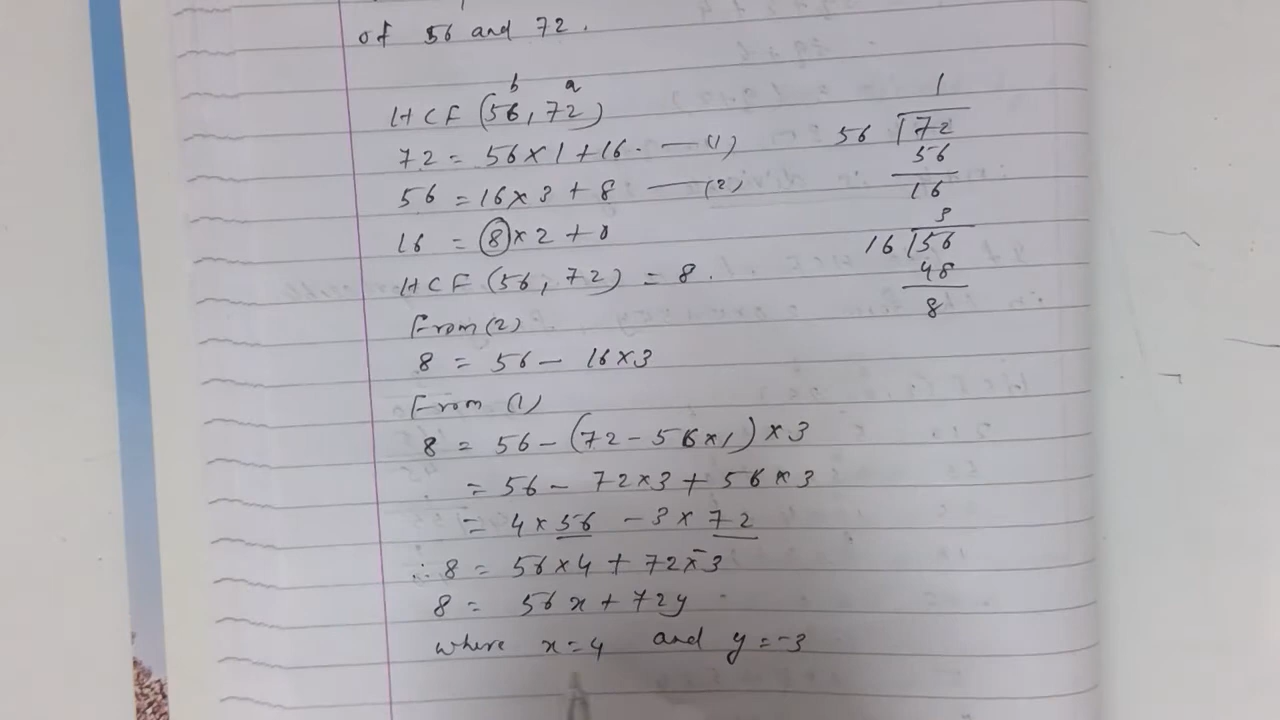 of 56 and 72.
b a
HCF (56, 72)
72 = 56×1+16. —(1)
56 = 16×3 + 8 —(2)
16 = 8×2 + 0
HCF (56, 72) = 8.
From (2)
8 = 56 — 16×3
From (1)
8 = 56 — (72 - 56×1) ×3
= 56 — 72×3 + 56×3
= 4×56 - 3×72
∴ 8 = 56×4 + 72×-3
8 = 56x + 72y
where x=4 and y=-3
1
56 72
56
16
3
16 56
48
8